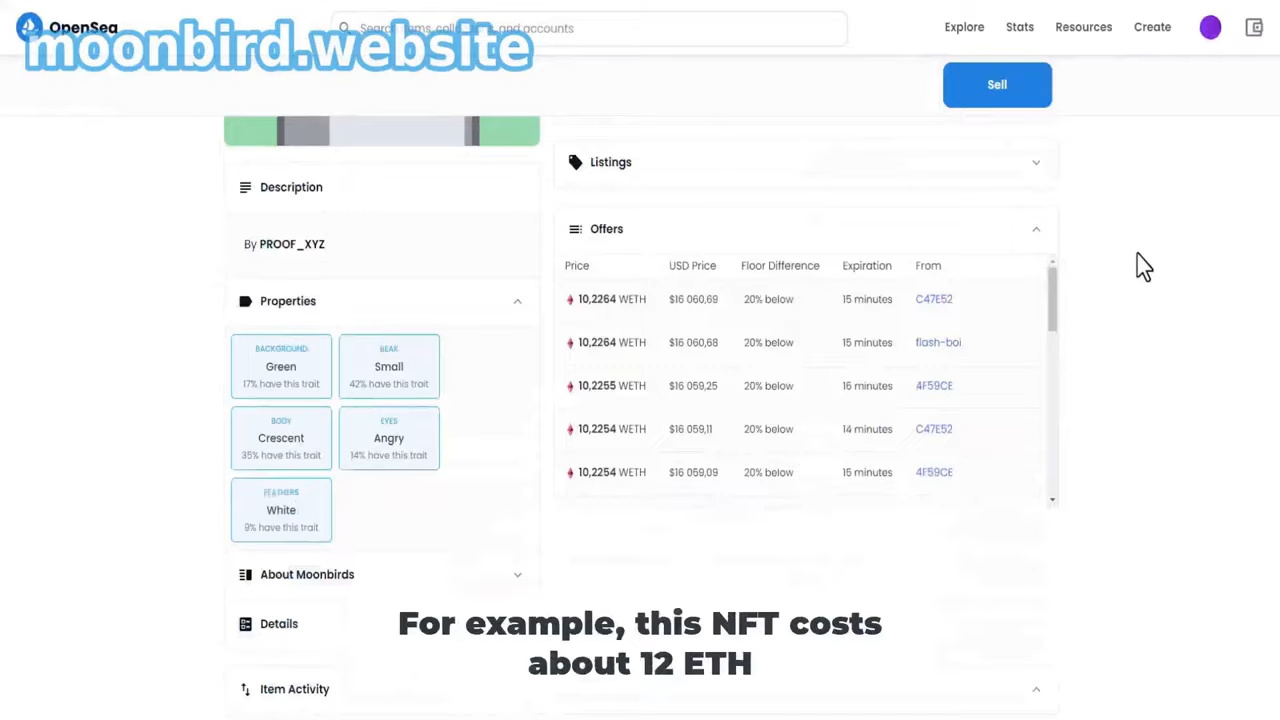 OpenSea
moonbird.website
Search items, collections, and accounts
Explore Stats Resources Create
Sell
Description
By PROOF_XYZ
Properties
BACKGROUND
Green
17% have this trait
BEAK
Small
42% have this trait
BODY
Crescent
35% have this trait
EYES
Angry
14% have this trait
FEATHERS
White
9% have this trait
About Moonbirds
Details
Item Activity
Listings
Offers
Price USD Price Floor Difference Expiration From
10,2264 WETH $16 060,69 20% below 15 minutes C47E52
10,2264 WETH $16 060,68 20% below 15 minutes flash-boi
10,2255 WETH $16 059,25 20% below 16 minutes 4F59CE
10,2254 WETH $16 059,11 20% below 14 minutes C47E52
10,2254 WETH $16 059,09 20% below 15 minutes 4F59CE
For example, this NFT costs
about 12 ETH